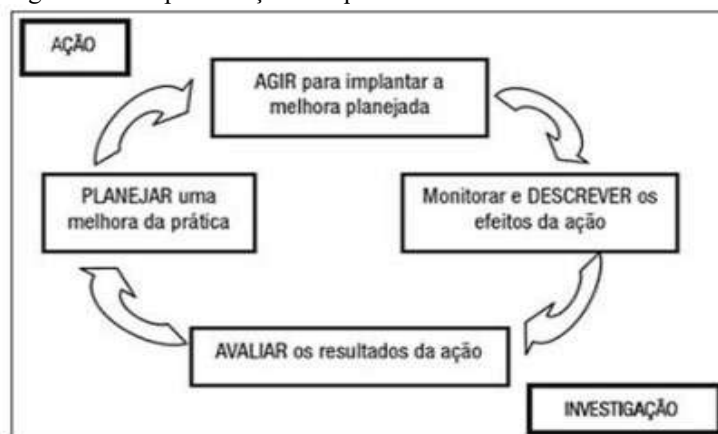 AÇÃO
AGIR para implantar a
melhora planejada
PLANEJAR uma
melhora da prática
Monitorar e DESCREVER os
efeitos da ação
AVALIAR os resultados da ação
INVESTIGAÇÃO